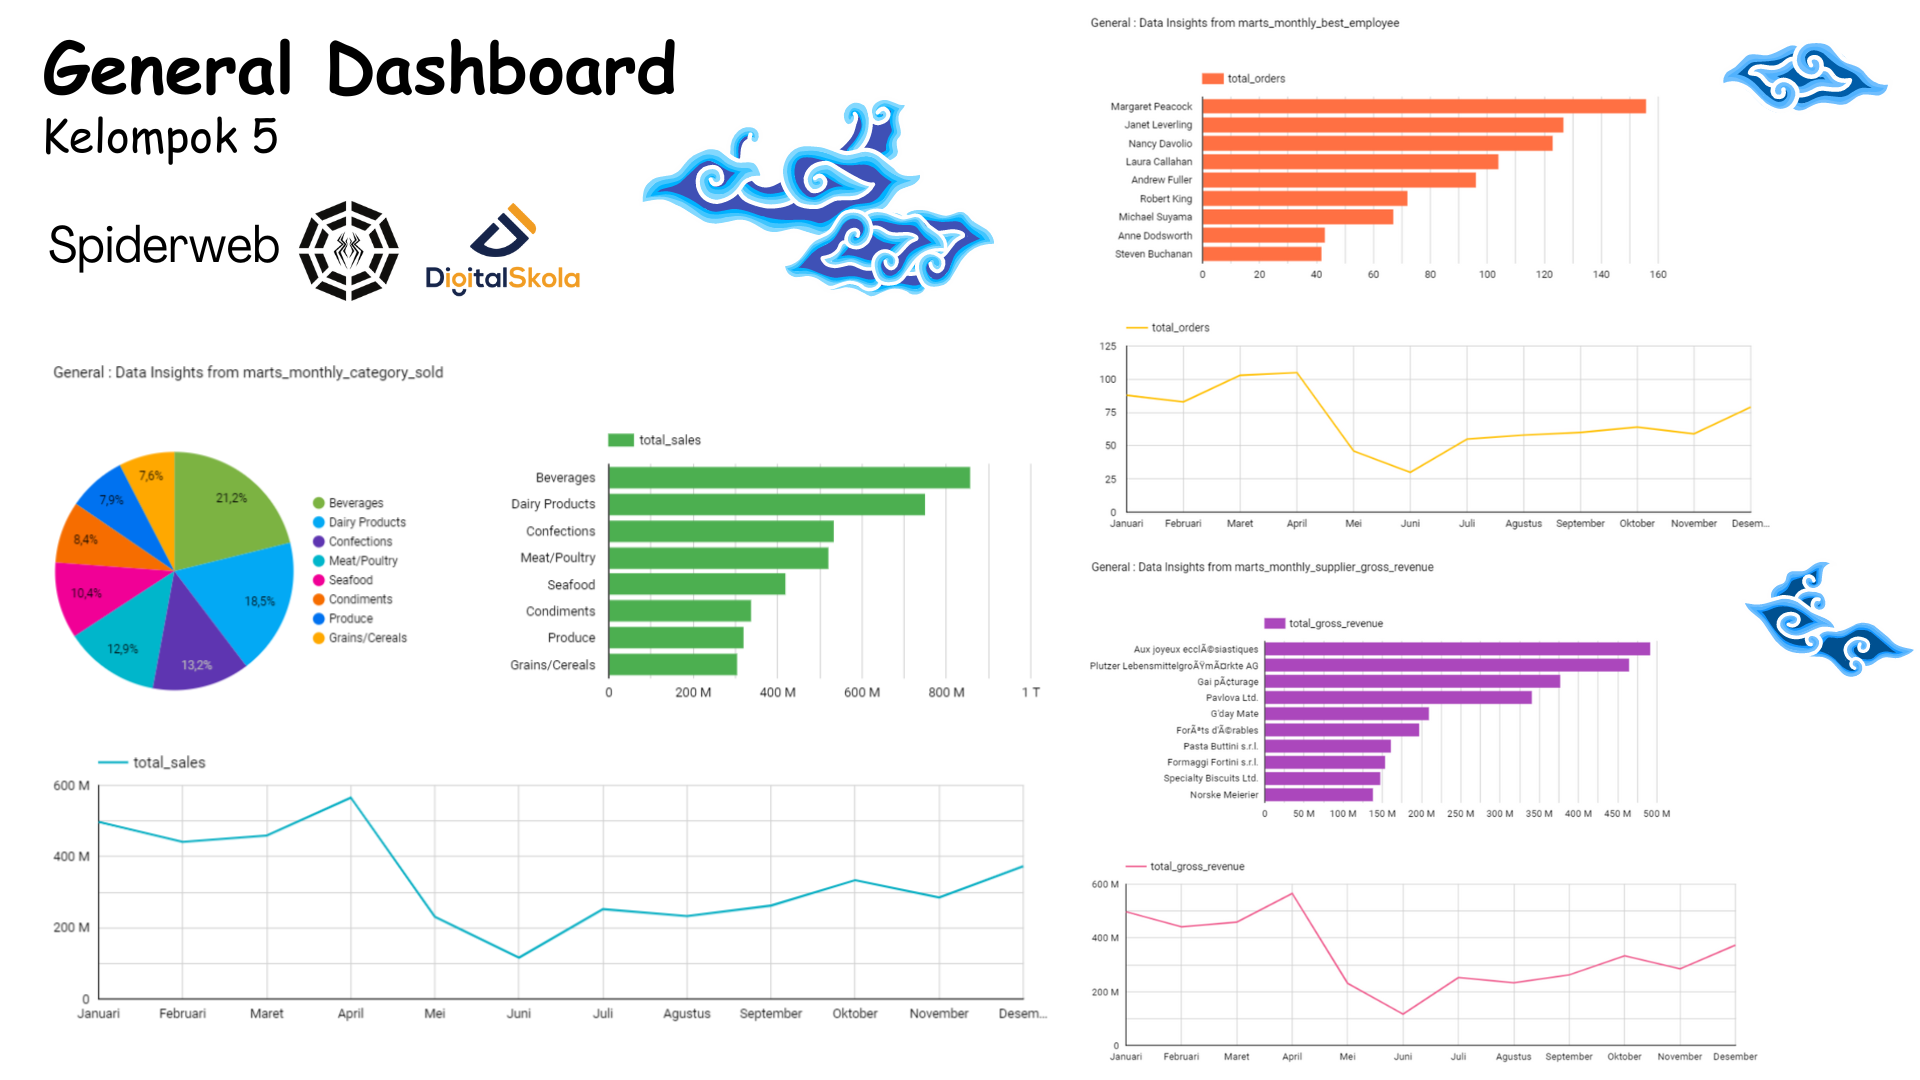 General Dashboard
Kelompok 5
Spiderweb
DigitalSkola
General : Data Insights from marts_monthly_category_sold
21,2%
18,5%
13,2%
12,9%
10,4%
8,4%
7,9%
7,6%
Beverages
Dairy Products
Confections
Meat/Poultry
Seafood
Condiments
Produce
Grains/Cereals
total_sales
Beverages
Dairy Products
Confections
Meat/Poultry
Seafood
Condiments
Produce
Grains/Cereals
0 200 M 400 M 600 M 800 M 1 T
total_sales
600 M
400 M
200 M
0
Januari Februari Maret April Mei Juni Juli Agustus September Oktober November Desem...
General : Data Insights from marts_monthly_best_employee
total_orders
Margaret Peacock
Janet Leverling
Nancy Davolio
Laura Callahan
Andrew Fuller
Robert King
Michael Suyama
Anne Dodsworth
Steven Buchanan
0 20 40 60 80 100 120 140 160
total_orders
125
100
75
50
25
0
Januari Februari Maret April Mei Juni Juli Agustus September Oktober November Desem...
General : Data Insights from marts_monthly_supplier_gross_revenue
total_gross_revenue
Aux joyeux ecclÃ©siastiques
Plutzer LebensmittelgroÃŸmÃ¤rkte AG
Gai pÃ¢turage
Pavlova Ltd.
G'day Mate
ForÃªts d'Ã©rables
Pasta Buttini s.r.l.
Formaggi Fortini s.r.l.
Specialty Biscuits Ltd.
Norske Meierier
0 50 M 100 M 150 M 200 M 250 M 300 M 350 M 400 M 450 M 500 M
total_gross_revenue
600 M
400 M
200 M
0
Januari Februari Maret April Mei Juni Juli Agustus September Oktober November Desember